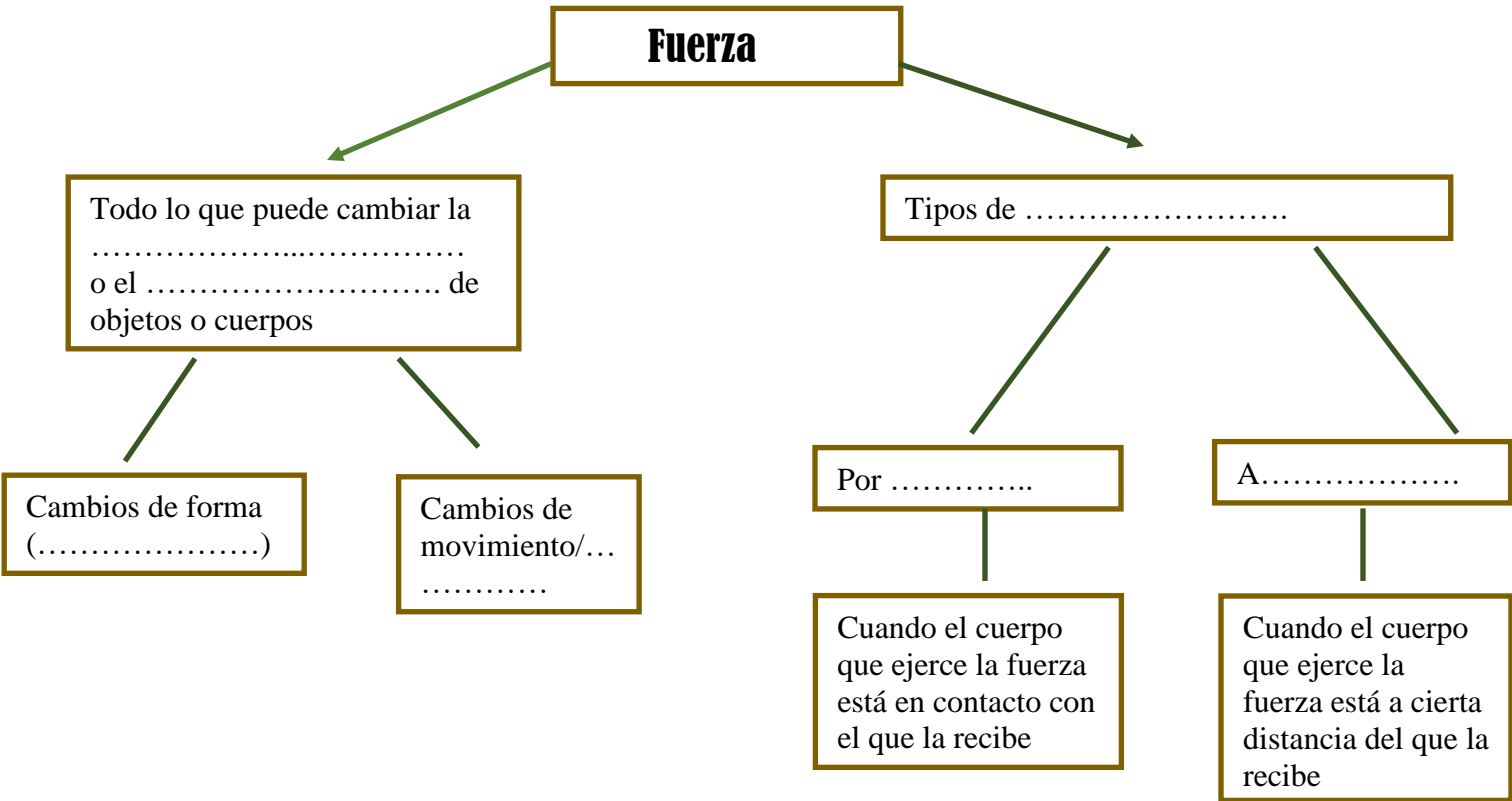 Fuerza
Todo lo que puede cambiar la
………………...……………
o el ………………………. de
objetos o cuerpos
Tipos de …………………….
Cambios de forma
(…………………)
Cambios de
movimiento/…
…………
Por …………..
A……………….
Cuando el cuerpo
que ejerce la fuerza
está en contacto con
el que la recibe
Cuando el cuerpo
que ejerce la
fuerza está a cierta
distancia del que la
recibe